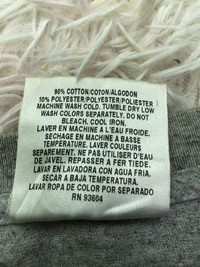 90% COTTON/COTON/ALGODON
10% POLYESTER/POLYESTER/POLIESTER
MACHINE WASH COLD. TUMBLE DRY LOW
WASH COLORS SEPARATELY. DO NOT
BLEACH. COOL IRON.
LAVER EN MACHINE A L'EAU FROIDE.
SECHAGE EN MACHINE A BASSE
TEMPERATURE. LAVER COULEURS
SEPAREMENT. NE PAS UTILISER D'EAU
DE JAVEL. REPASSER A FER TIEDE.
LAVAR EN LAVADORA CON AGUA FRIA.
SECAR A BAJA TEMPERATURA.
LAVAR ROPA DE COLOR POR SEPARADO
RN 93604